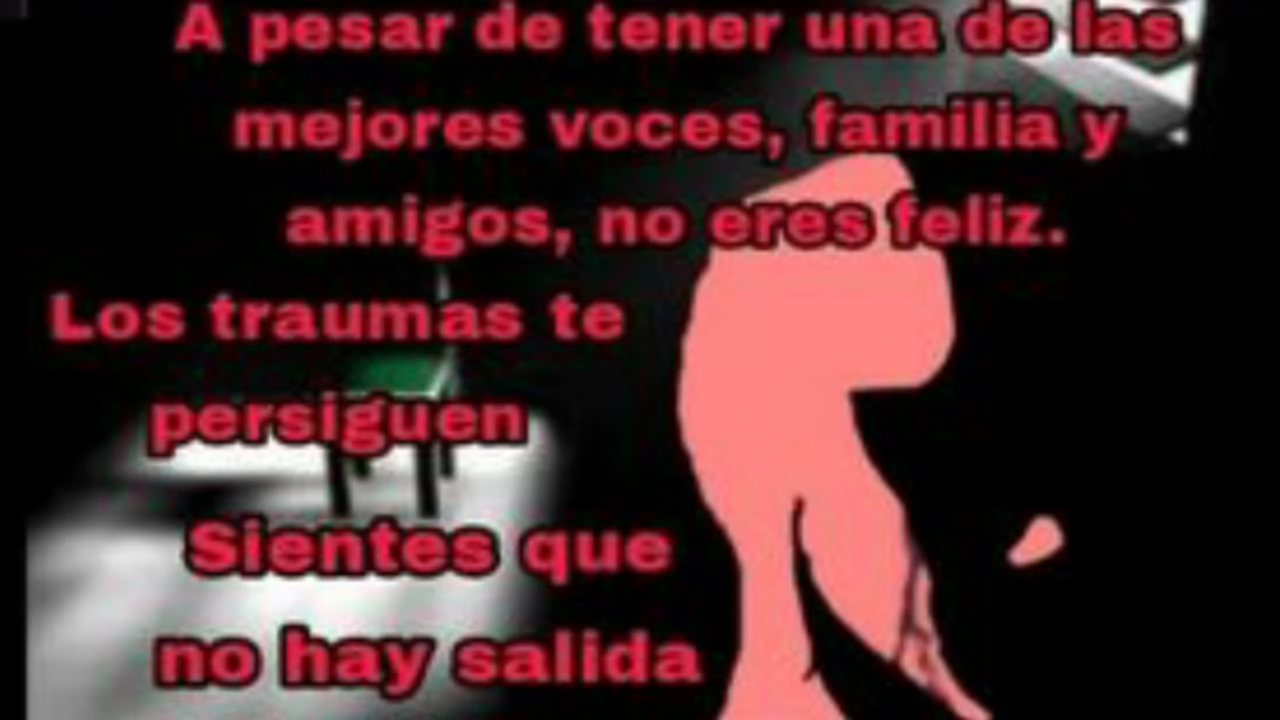 A pesar de tener una de las
mejores voces, familia y
amigos, no eres feliz.
Los traumas te
persiguen
Sientes que
no hay salida